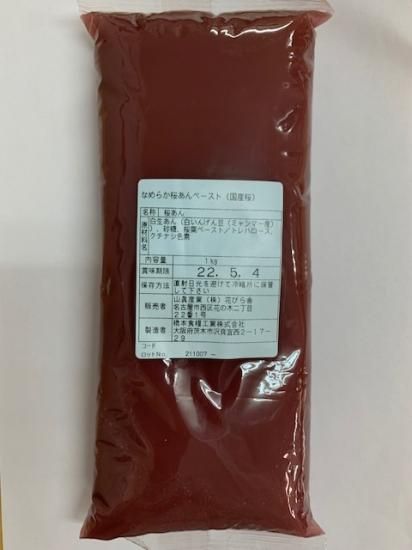 なめらか桜あんペースト（国産桜）
名称 桜あん
原材料名 白生あん（白いんげん豆（ミャンマー産）
）、砂糖、桜葉ペースト／トレハロース、
クチナシ色素
内容量 1kg
賞味期限 22.5.4
保存方法 直射日光を避けて冷暗所に保管
して下さい
販売者 山眞産業（株）花びら舎
名古屋市西区花の木二丁目
22番1号
製造者 橋本食糧工業株式会社
大阪府茨木市沢良宜西2－17－
29
コード
ロットNo. 211007 －